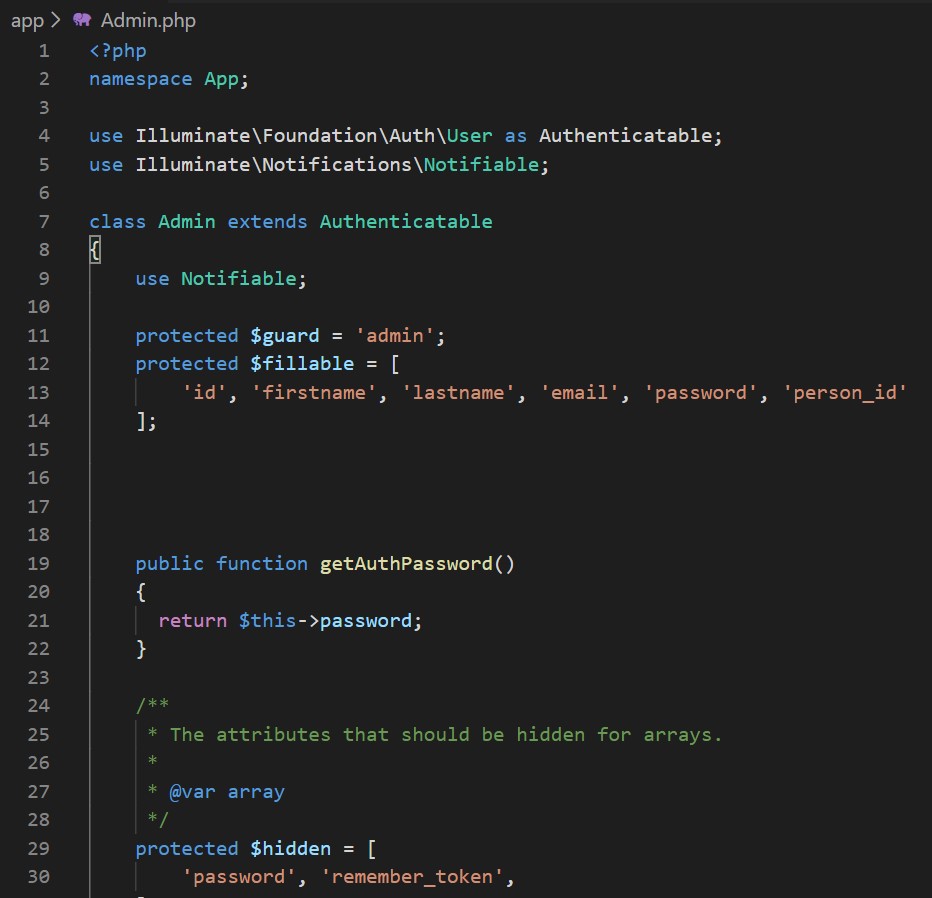 app > Admin.php
1 <?php
2 namespace App;
3
4 use Illuminate\Foundation\Auth\User as Authenticatable;
5 use Illuminate\Notifications\Notifiable;
6
7 class Admin extends Authenticatable
8 {
9     use Notifiable;
10
11     protected $guard = 'admin';
12     protected $fillable = [
13         'id', 'firstname', 'lastname', 'email', 'password', 'person_id'
14     ];
15
16
17
18
19     public function getAuthPassword()
20     {
21       return $this->password;
22     }
23
24     /**
25      * The attributes that should be hidden for arrays.
26      *
27      * @var array
28      */
29     protected $hidden = [
30         'password', 'remember_token',